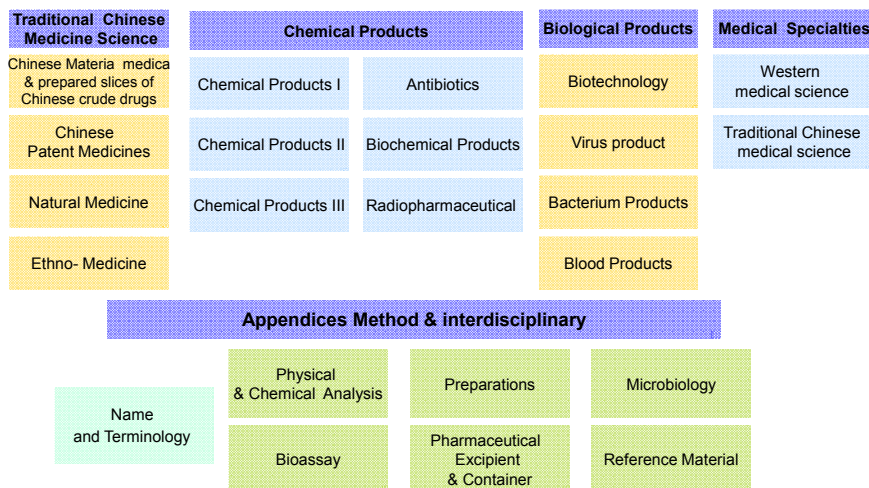 Traditional Chinese
Medicine Science
Chinese Materia medica
& prepared slices of
Chinese crude drugs
Chinese
Patent Medicines
Natural Medicine
Ethno- Medicine
Chemical Products
Chemical Products I
Antibiotics
Chemical Products II
Biochemical Products
Chemical Products III
Radiopharmaceutical
Biological Products
Biotechnology
Virus product
Bacterium Products
Blood Products
Medical Specialties
Western
medical science
Traditional Chinese
medical science
Appendices Method & interdisciplinary
Name
and Terminology
Physical
& Chemical Analysis
Preparations
Microbiology
Bioassay
Pharmaceutical
Excipient
& Container
Reference Material